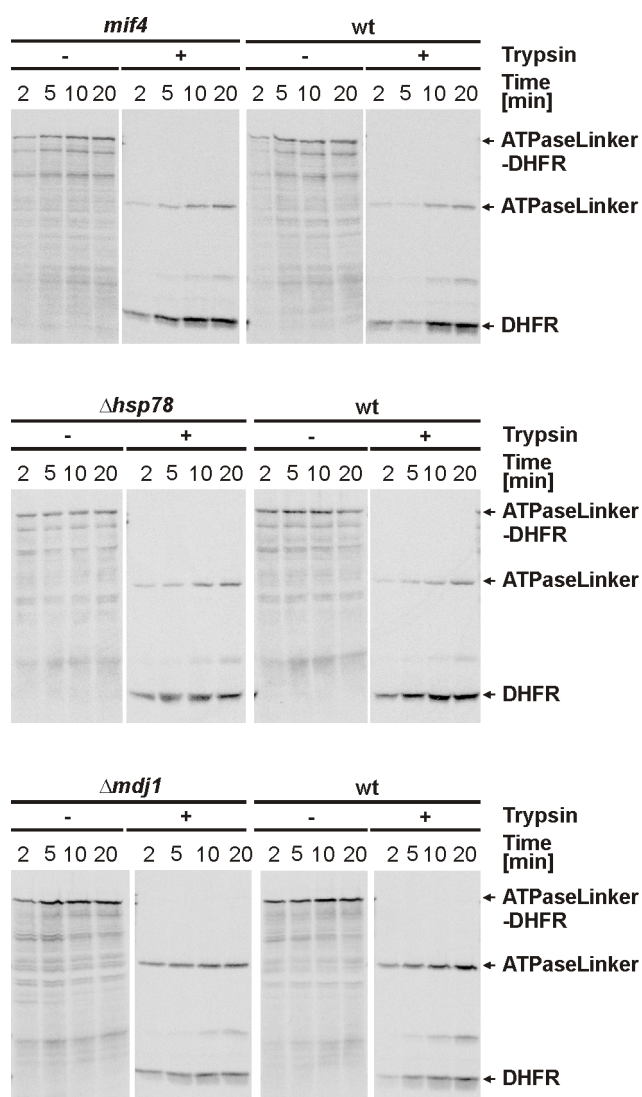 mif4 wt
- + - + Trypsin
2 5 10 20 2 5 10 20 2 5 10 20 2 5 10 20 Time
[min]
ATPaseLinker
-DHFR
ATPaseLinker
DHFR
Δhsp78 wt
- + - + Trypsin
2 5 10 20 2 5 10 20 2 5 10 20 2 5 10 20 Time
[min]
ATPaseLinker
-DHFR
ATPaseLinker
DHFR
Δmdj1 wt
- + - + Trypsin
2 5 10 20 2 5 10 20 2 5 10 20 2 5 10 20 Time
[min]
ATPaseLinker
-DHFR
ATPaseLinker
DHFR